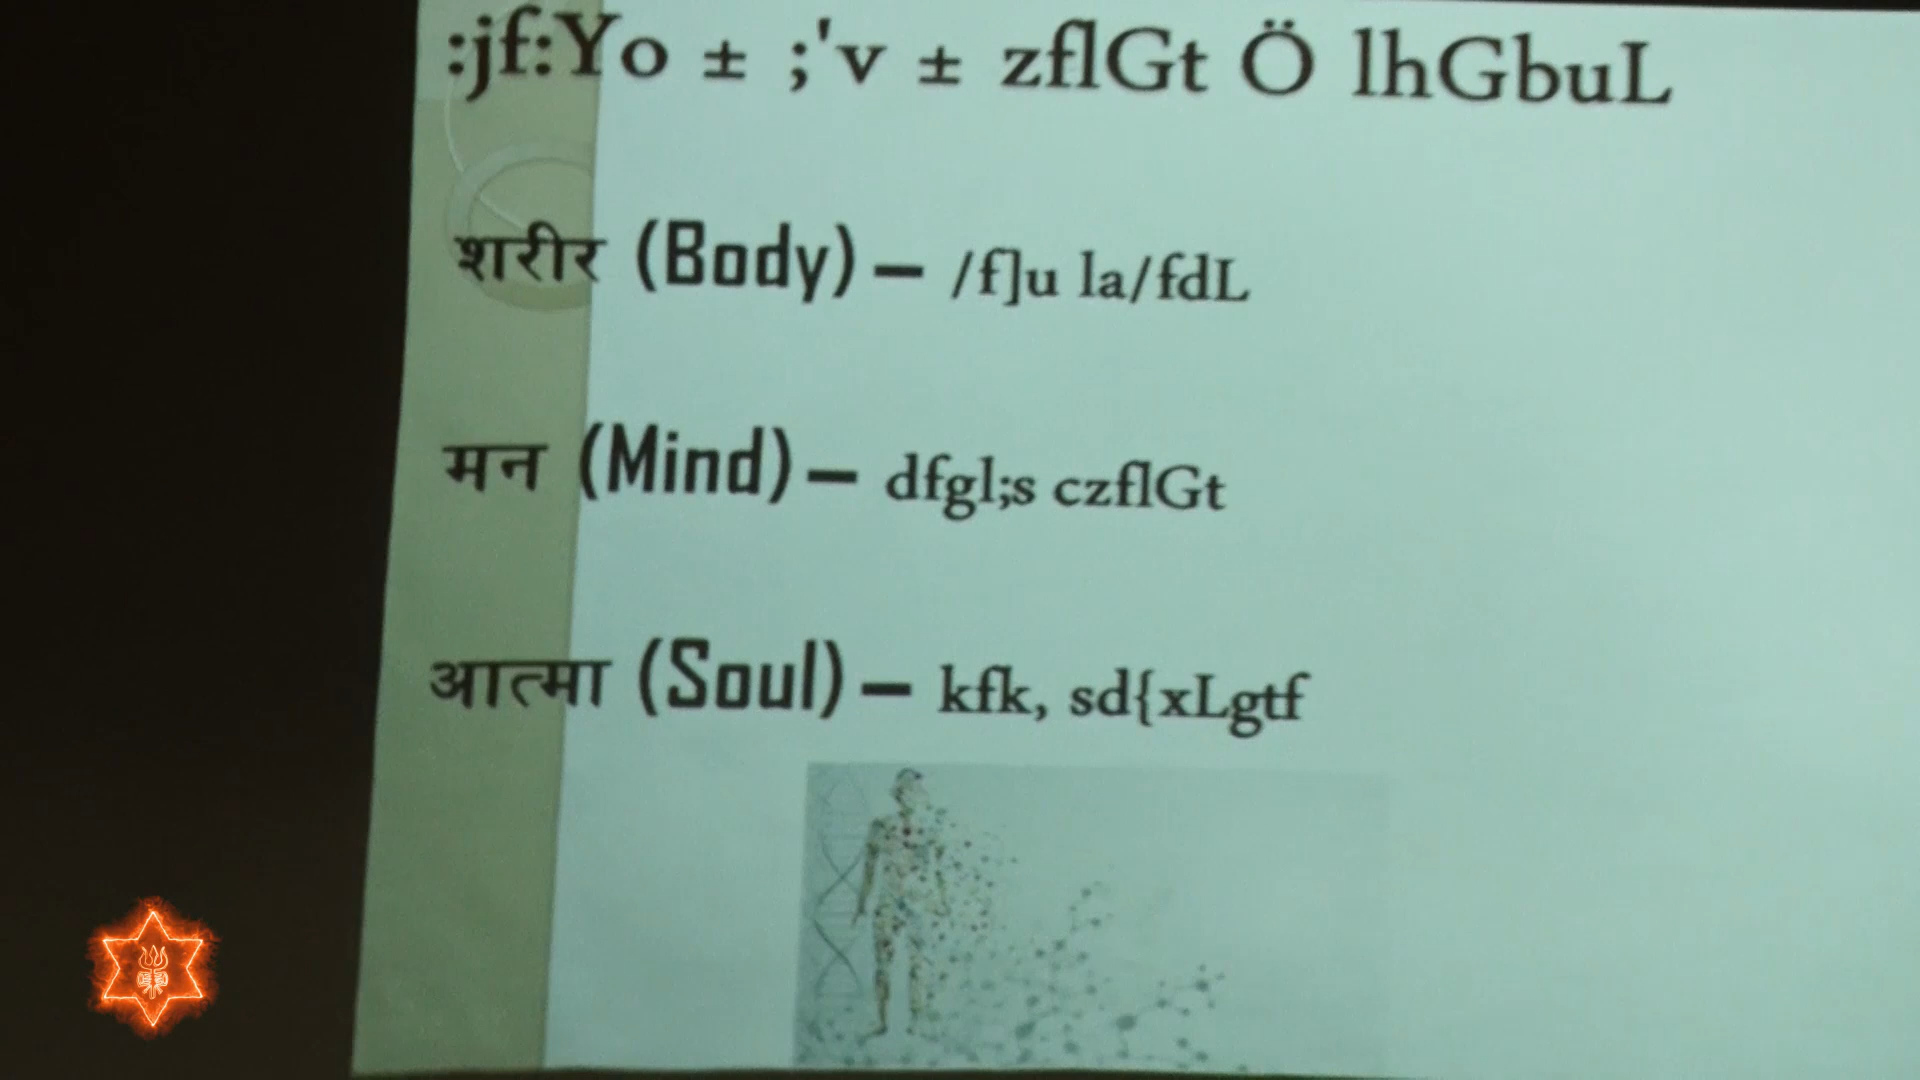 :jf:Yo ± ;'v ± zflGt Ö lhGbuL
शरीर (Body) – /f]u la/fdL
मन (Mind) – dfgl;s czflGt
आत्मा (Soul) – kfk, sd{xLgtf